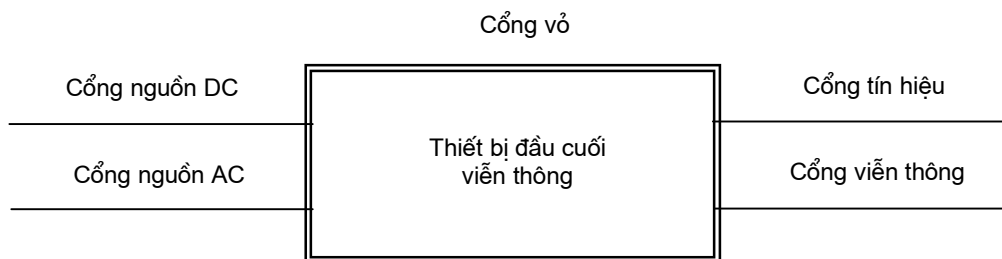 Cổng vỏ
Cổng nguồn DC
Cổng tín hiệu
Thiết bị đầu cuối
viễn thông
Cổng nguồn AC
Cổng viễn thông